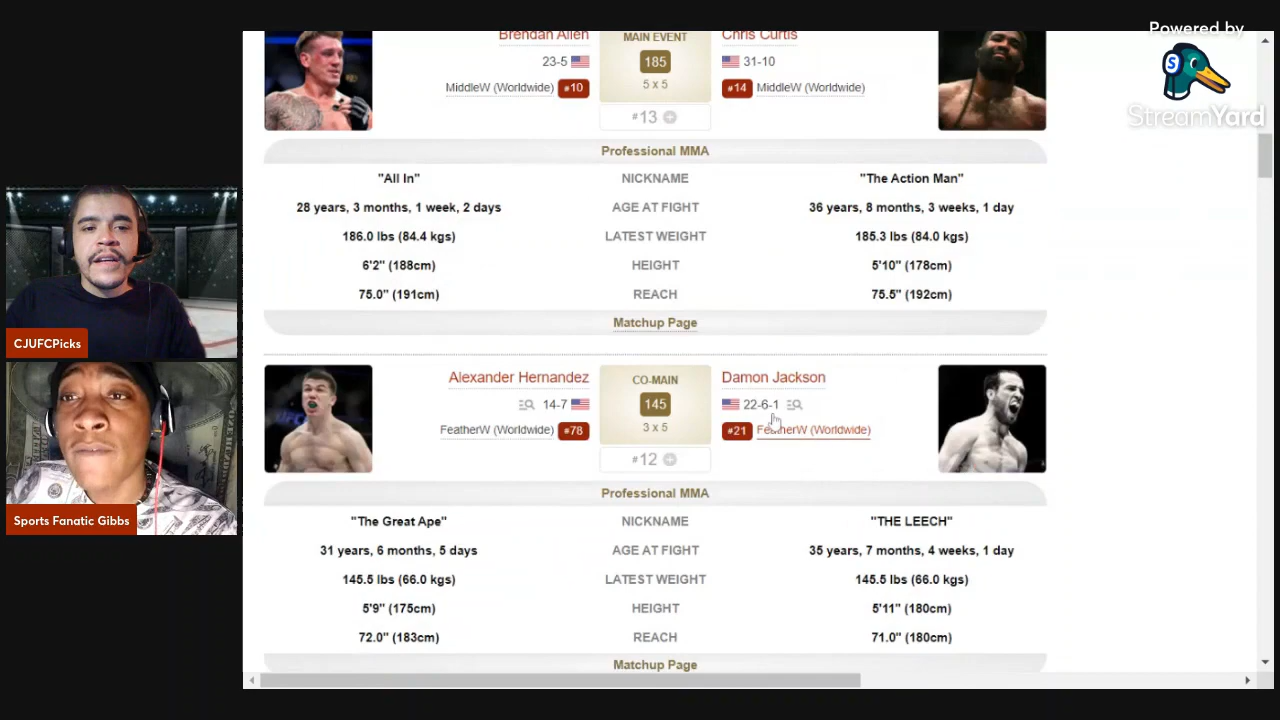 Powered by
StreamYard
Brendan Allen MAIN EVENT Chris Curtis
23-5 185 31-10
MiddleW (Worldwide) #10 5 x 5 #14 MiddleW (Worldwide)
#13
Professional MMA
"All In" NICKNAME "The Action Man"
28 years, 3 months, 1 week, 2 days AGE AT FIGHT 36 years, 8 months, 3 weeks, 1 day
186.0 lbs (84.4 kgs) LATEST WEIGHT 185.3 lbs (84.0 kgs)
6'2" (188cm) HEIGHT 5'10" (178cm)
75.0" (191cm) REACH 75.5" (192cm)
Matchup Page
Alexander Hernandez CO-MAIN Damon Jackson
14-7 145 22-6-1
FeatherW (Worldwide) #78 3 x 5 #21 FeatherW (Worldwide)
#12
Professional MMA
"The Great Ape" NICKNAME "THE LEECH"
31 years, 6 months, 5 days AGE AT FIGHT 35 years, 7 months, 4 weeks, 1 day
145.5 lbs (66.0 kgs) LATEST WEIGHT 145.5 lbs (66.0 kgs)
5'9" (175cm) HEIGHT 5'11" (180cm)
72.0" (183cm) REACH 71.0" (180cm)
Matchup Page
CJUFCPicks
Sports Fanatic Gibbs